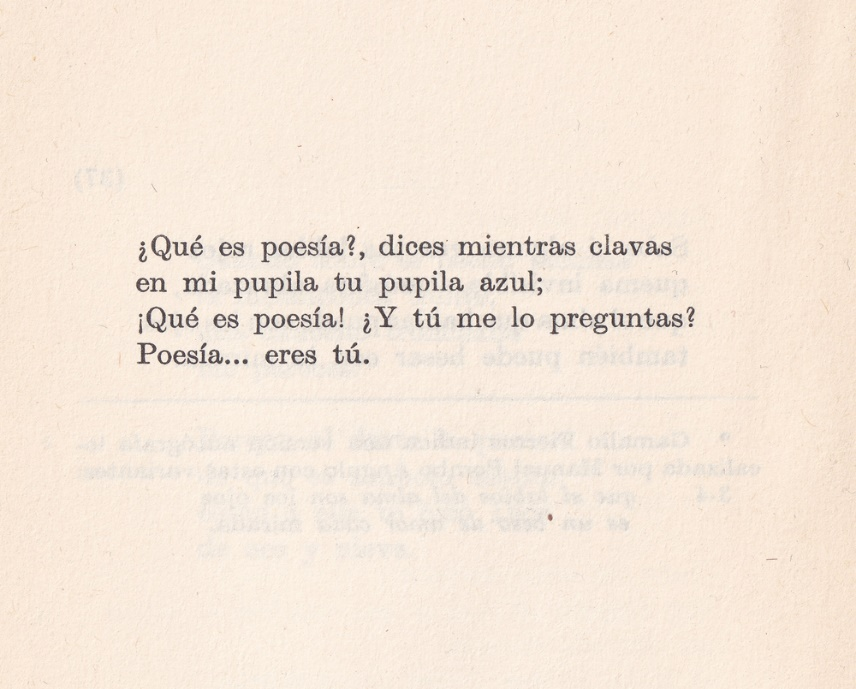 ¿Qué es poesía?, dices mientras clavas
en mi pupila tu pupila azul;
¡Qué es poesía! ¿Y tú me lo preguntas?
Poesía... eres tú.